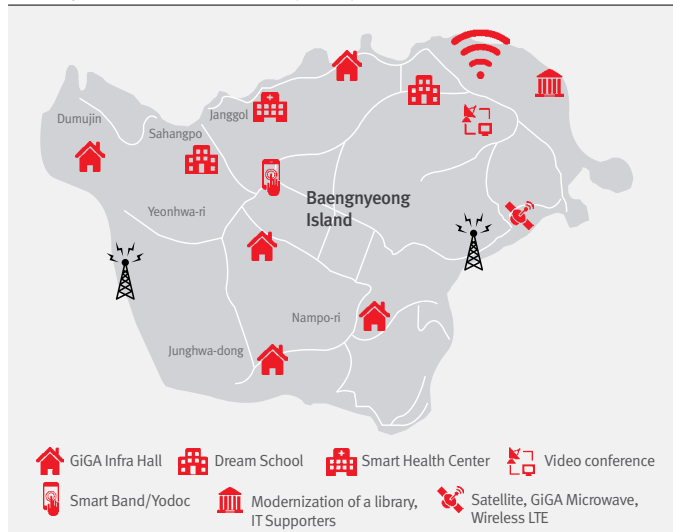 Dumujin
Janggol
Sahangpo
Baengnyeong
Island
Yeonhwa-ri
Nampo-ri
Junghwa-dong
GiGA Infra Hall
Dream School
Smart Health Center
Video conference
Smart Band/Yodoc
Modernization of a library,
IT Supporters
Satellite, GiGA Microwave,
Wireless LTE